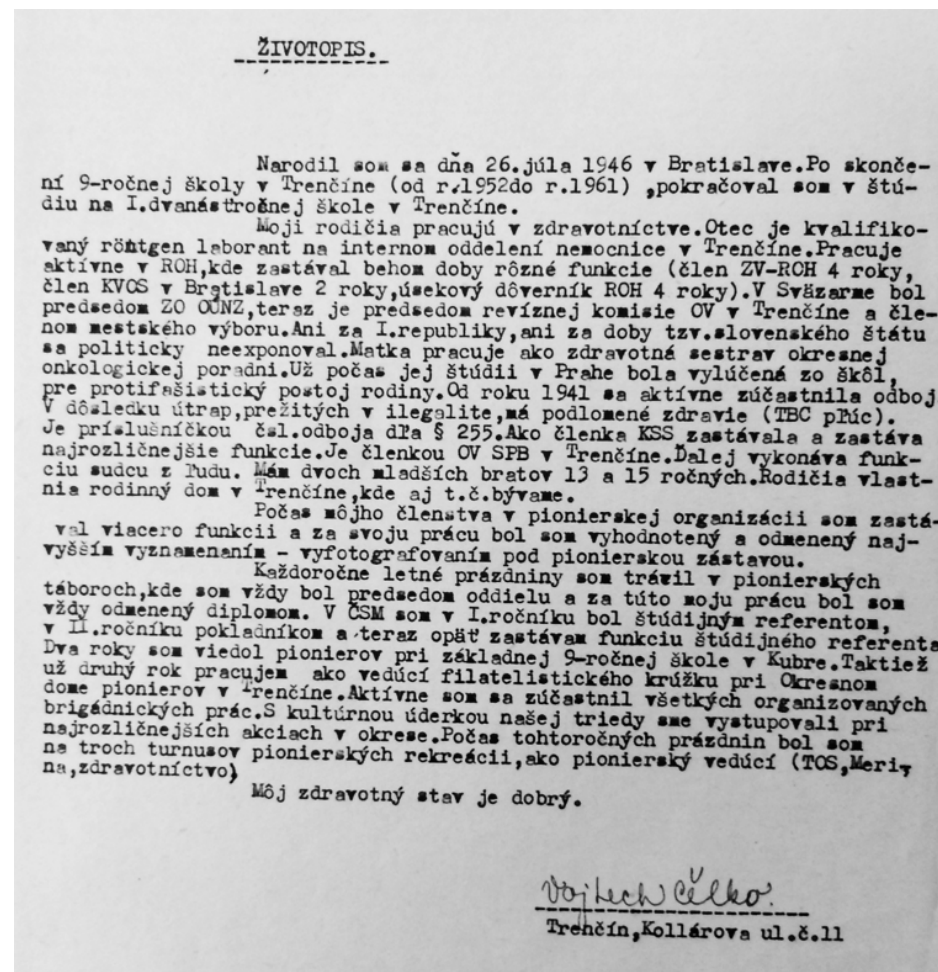 ŽIVOTOPIS.
Narodil som sa dňa 26.júla 1946 v Bratislave.Po skonče-
ní 9-ročnej školy v Trenčíne (od r.1952do r.1961) ,pokračoval som v štú-
diu na I.dvanásťročnej škole v Trenčíne.
Moji rodičia pracujú v zdravotníctve.Otec je kvalifiko-
vaný röntgen laborant na internom oddelení nemocnice v Trenčíne.Pracuje
aktívne v ROH,kde zastával behom doby rôzné funkcie (člen ZV-ROH 4 roky,
člen KVOS v Bratislave 2 roky,úsekový dôverník ROH 4 roky).V Sväzarme bol
predsedom ZO OÚNZ,teraz je predsedom revíznej komisie OV v Trenčíne a čle-
nom mestského výboru.Ani za I.republiky,ani za doby tzv.slovenského štátu
sa politicky neexponoval.Matka pracuje ako zdravotná sestrav okresnej
onkologickej poradni.Už počas jej štúdii v Prahe bola vylúčená zo škôl,
pre protifašistický postoj rodiny.Od roku 1941 sa aktívne zúčastnila odboj
V dôsledku útrap,prežitých v ilegalite,má podlomené zdravie (TBC pľúc).
Je príslušníčkou čsl.odboja dľa § 255.Ako členka KSS zastávala a zastáva
najrozličnejšie funkcie.Je členkou OV SPB v Trenčíne.Ďalej vykonáva funk-
ciu sudcu z ľudu. Mám dvoch mladších bratov 13 a 15 ročných.Rodičia vlast-
nia rodinný dom v Trenčíne,kde aj t.č.bývame.
Počas môjho členstva v pionierskej organizácii som zastá-
val viacero funkcii a za svoju prácu bol som vyhodnotený a odmenený naj-
vyšším vyznamenaním - vyfotografovaním pod pionierskou zástavou.
Každoročne letné prázdniny som trávil v pionierských
táboroch,kde som vždy bol predsedom oddielu a za túto moju prácu bol som
vždy odmenený diplomom. V ČSM som v I.ročníku bol štúdijným referentom,
v II.ročníku pokladníkom a teraz opäť zastávam funkciu štúdijného referenta
Dva roky som viedol pionierov pri základnej 9-ročnej škole v Kubre.Taktiež
už druhý rok pracujem ako vedúcí filatelistického krúžku pri Okresnom
dome pionierov v Trenčíne.Aktívne som sa zúčastnil všetkých organizovaných
brigádnických prác.S kultúrnou úderkou našej triedy sme vystupovali pri
najrozličnejších akciach v okrese.Počas tohtoročných prázdnin bol som
na troch turnusov pionierských rekreácii,ako pionierský vedúcí (TOS,Meri-
na,zdravotníctvo)
Môj zdravotný stav je dobrý.
Vojtech Čelko.
Trenčín,Kollárova ul.č.11